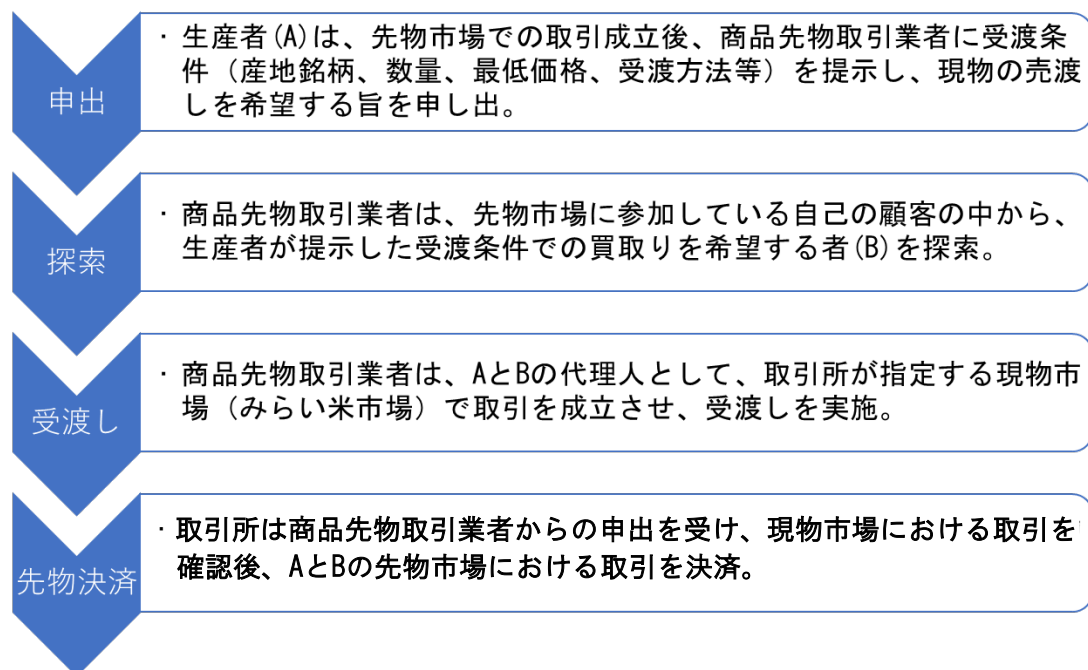 申出
・生産者(A)は、先物市場での取引成立後、商品先物取引業者に受渡条
件（産地銘柄、数量、最低価格、受渡方法等）を提示し、現物の売渡
しを希望する旨を申し出。
探索
・商品先物取引業者は、先物市場に参加している自己の顧客の中から、
生産者が提示した受渡条件での買取りを希望する者(B)を探索。
受渡し
・商品先物取引業者は、AとBの代理人として、取引所が指定する現物市
場（みらい米市場）で取引を成立させ、受渡しを実施。
先物決済
・取引所は商品先物取引業者からの申出を受け、現物市場における取引を
確認後、AとBの先物市場における取引を決済。